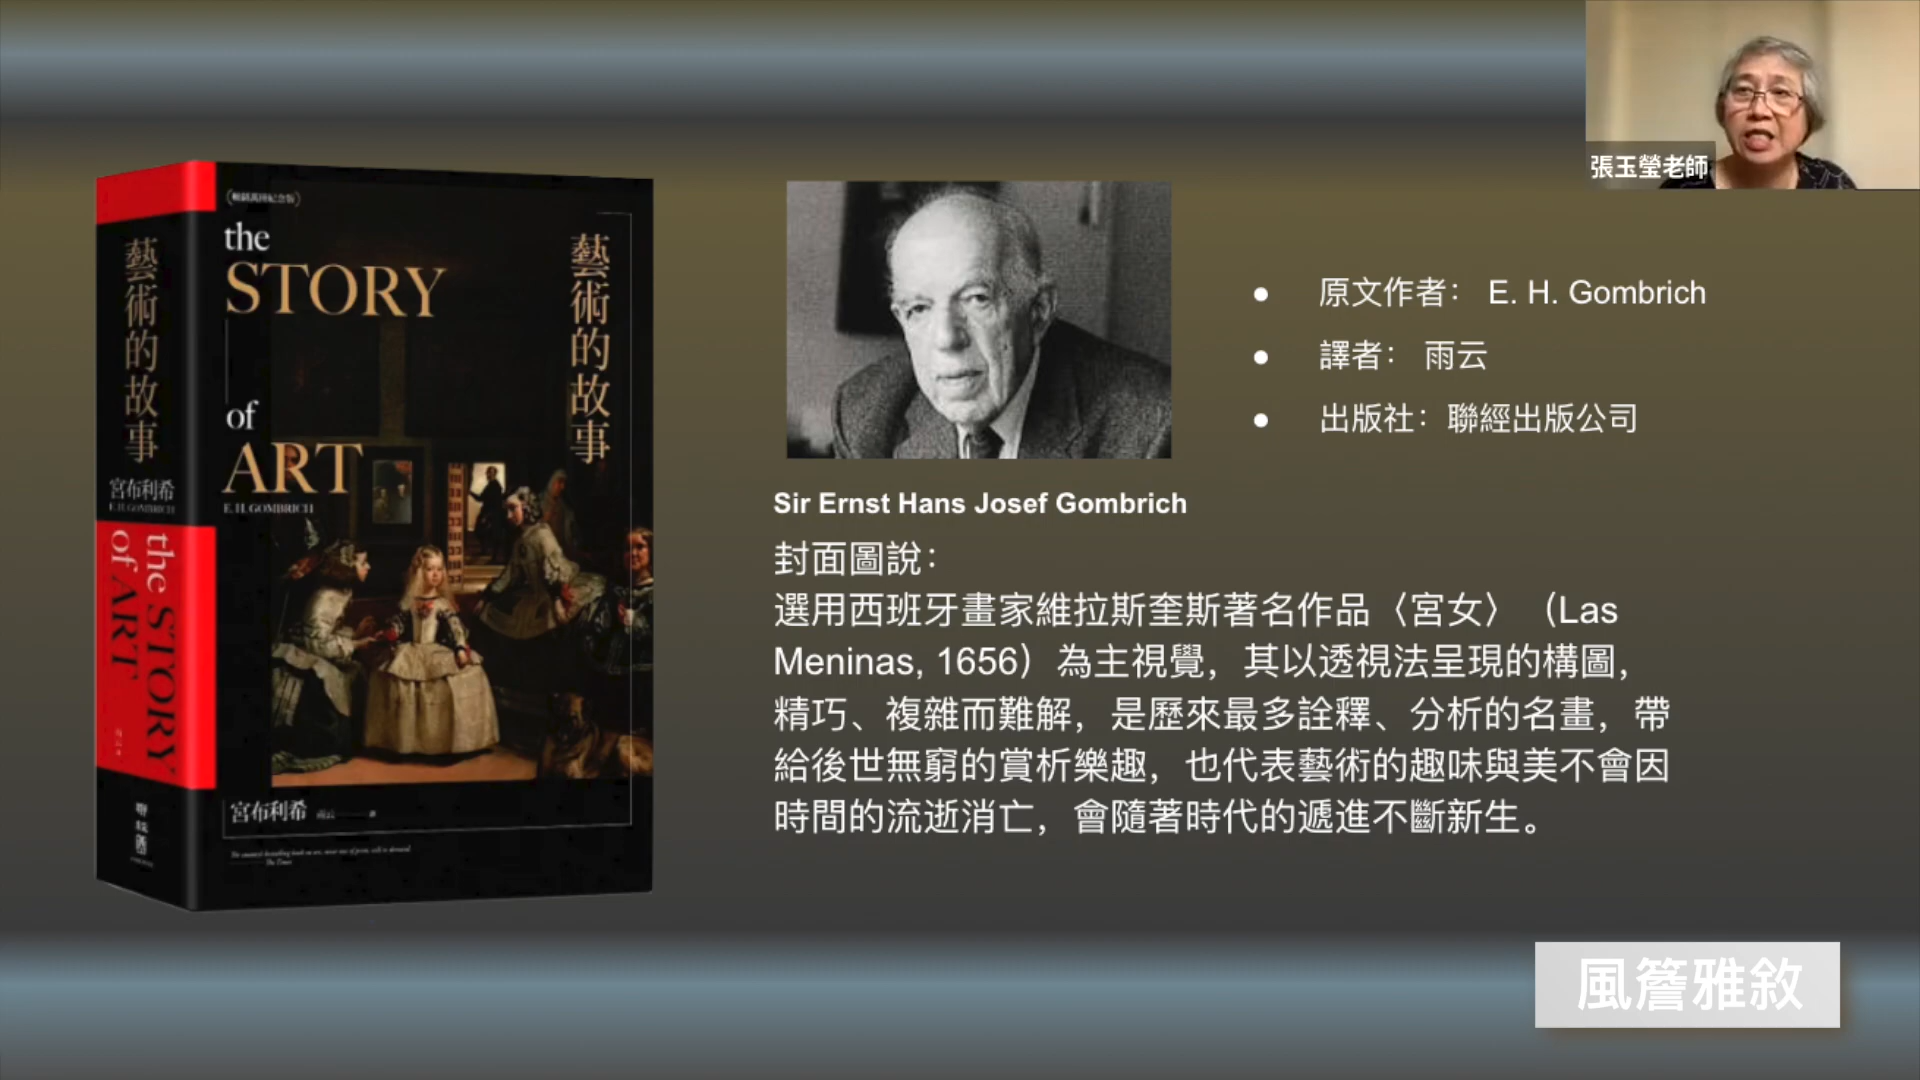 張玉瑩老師
藝術的故事
宮布利希
E. H. GOMBRICH
the STORY
of ART
the
STORY
of
ART
E. H. GOMBRICH
藝術的故事
宮布利希
The Times
原文作者： E. H. Gombrich
譯者： 雨云
出版社：聯經出版公司
Sir Ernst Hans Josef Gombrich
封面圖說：
選用西班牙畫家維拉斯奎斯著名作品〈宮女〉（Las
Meninas, 1656）為主視覺，其以透視法呈現的構圖，
精巧、複雜而難解，是歷來最多詮釋、分析的名畫，帶
給後世無窮的賞析樂趣，也代表藝術的趣味與美不會因
時間的流逝消亡，會隨著時代的遞進不斷新生。
風簷雅敘